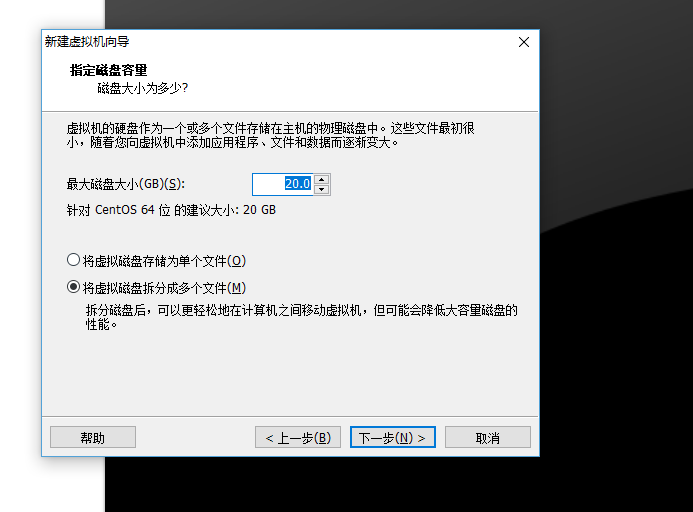 新建虚拟机向导
指定磁盘容量
磁盘大小为多少?
虚拟机的硬盘作为一个或多个文件存储在主机的物理磁盘中。这些文件最初很
小，随着您向虚拟机中添加应用程序、文件和数据而逐渐变大。
最大磁盘大小(GB)(S): 20.0
针对 CentOS 64 位 的建议大小: 20 GB
将虚拟磁盘存储为单个文件(O)
将虚拟磁盘拆分成多个文件(M)
拆分磁盘后，可以更轻松地在计算机之间移动虚拟机，但可能会降低大容量磁盘的
性能。
帮助 < 上一步(B) 下一步(N) > 取消